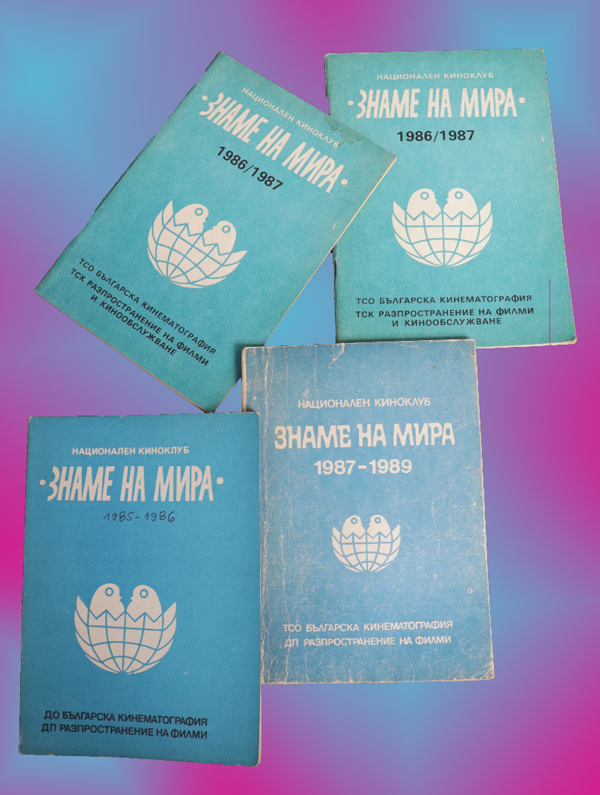 НАЦИОНАЛЕН КИНОКЛУБ
·ЗНАМЕ НА МИРА·
1986/1987
ТСО БЪЛГАРСКА КИНЕМАТОГРАФИЯ
ТСК РАЗПРОСТРАНЕНИЕ НА ФИЛМИ
И КИНООБСЛУЖВАНЕ
НАЦИОНАЛЕН КИНОКЛУБ
·ЗНАМЕ НА МИРА·
1986/1987
ТСО БЪЛГАРСКА КИНЕМАТОГРАФИЯ
ТСК РАЗПРОСТРАНЕНИЕ НА ФИЛМИ
И КИНООБСЛУЖВАНЕ
НАЦИОНАЛЕН КИНОКЛУБ
ЗНАМЕ НА МИРА
1987-1989
ТСО БЪЛГАРСКА КИНЕМАТОГРАФИЯ
ДП РАЗПРОСТРАНЕНИЕ НА ФИЛМИ
НАЦИОНАЛЕН КИНОКЛУБ
·ЗНАМЕ НА МИРА·
1985-1986
ДО БЪЛГАРСКА КИНЕМАТОГРАФИЯ
ДП РАЗПРОСТРАНЕНИЕ НА ФИЛМИ